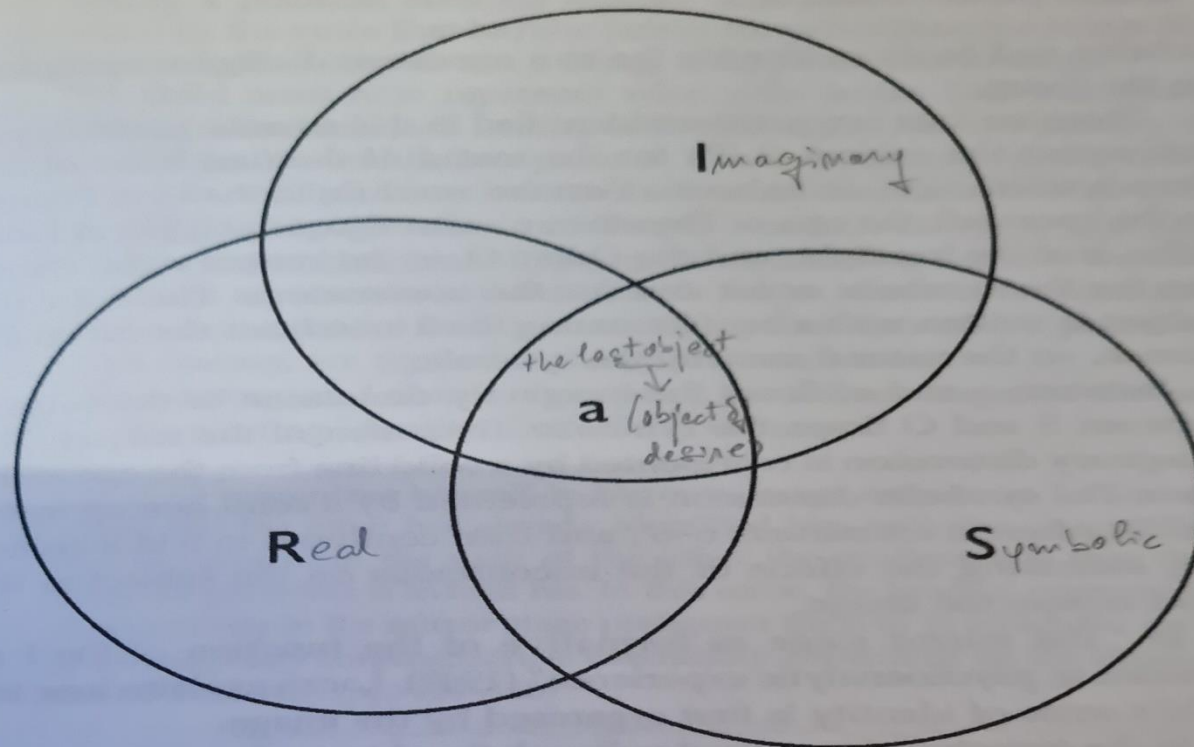 Imaginary
the lost object
a (object of
desire)
Real
Symbolic